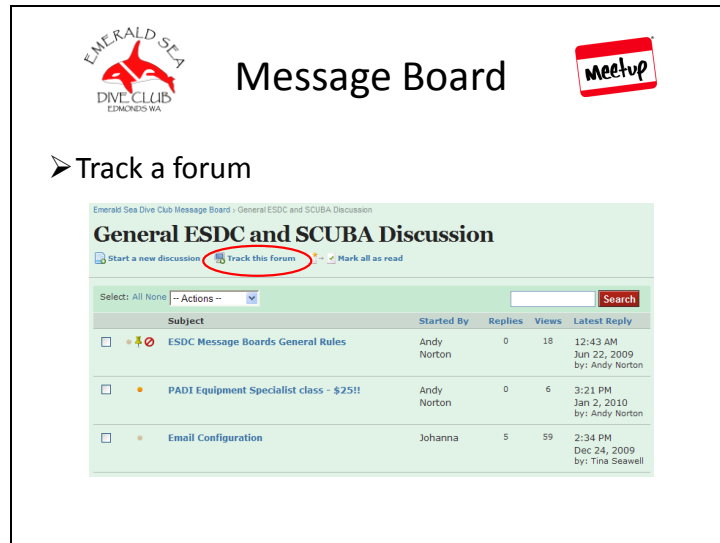 EMERALD SEA
DIVE CLUB
EDMONDS WA
Message Board
Meetup
➢Track a forum
Emerald Sea Dive Club Message Board › General ESDC and SCUBA Discussion
General ESDC and SCUBA Discussion
Start a new discussion Track this forum Mark all as read
Select: All None -- Actions -- Search
Subject Started By Replies Views Latest Reply
ESDC Message Boards General Rules Andy 0 18 12:43 AM
Norton Jun 22, 2009
by: Andy Norton
PADI Equipment Specialist class - $25!! Andy 0 6 3:21 PM
Norton Jan 2, 2010
by: Andy Norton
Email Configuration Johanna 5 59 2:34 PM
Dec 24, 2009
by: Tina Seawell